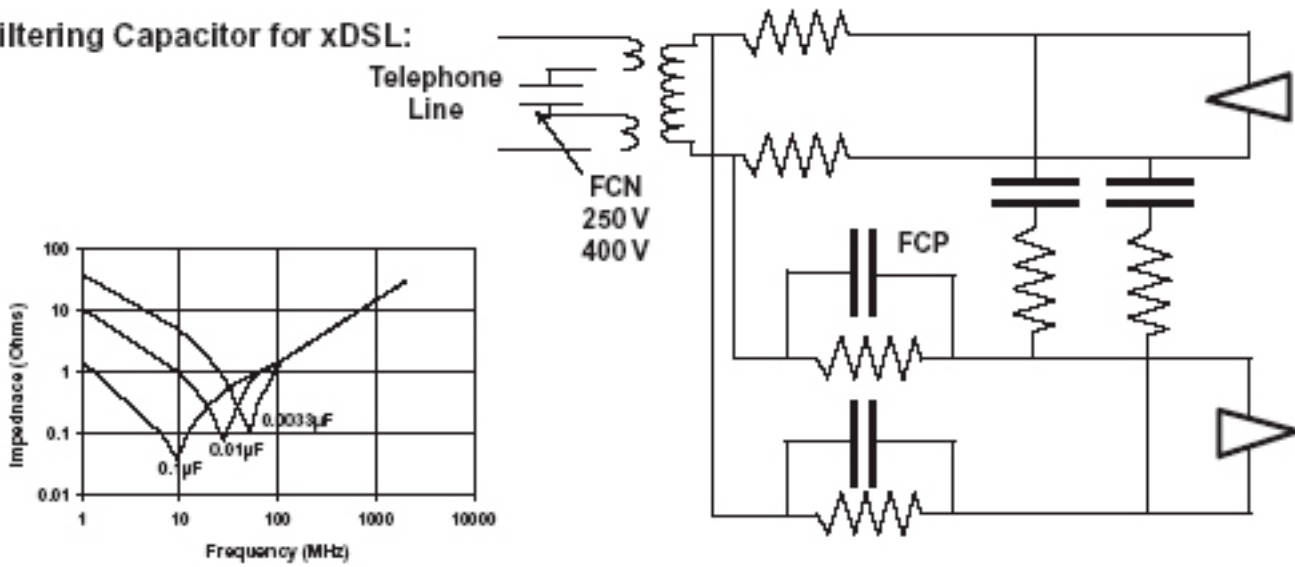 iltering Capacitor for xDSL:
Telephone
Line
FCN
250 V
400 V
FCP
100
10
1
0.1
0.01
Impednace (Ohms)
0.1µF
0.01µF
0.0033µF
1
10
100
1000
10000
Frequency (MHz)